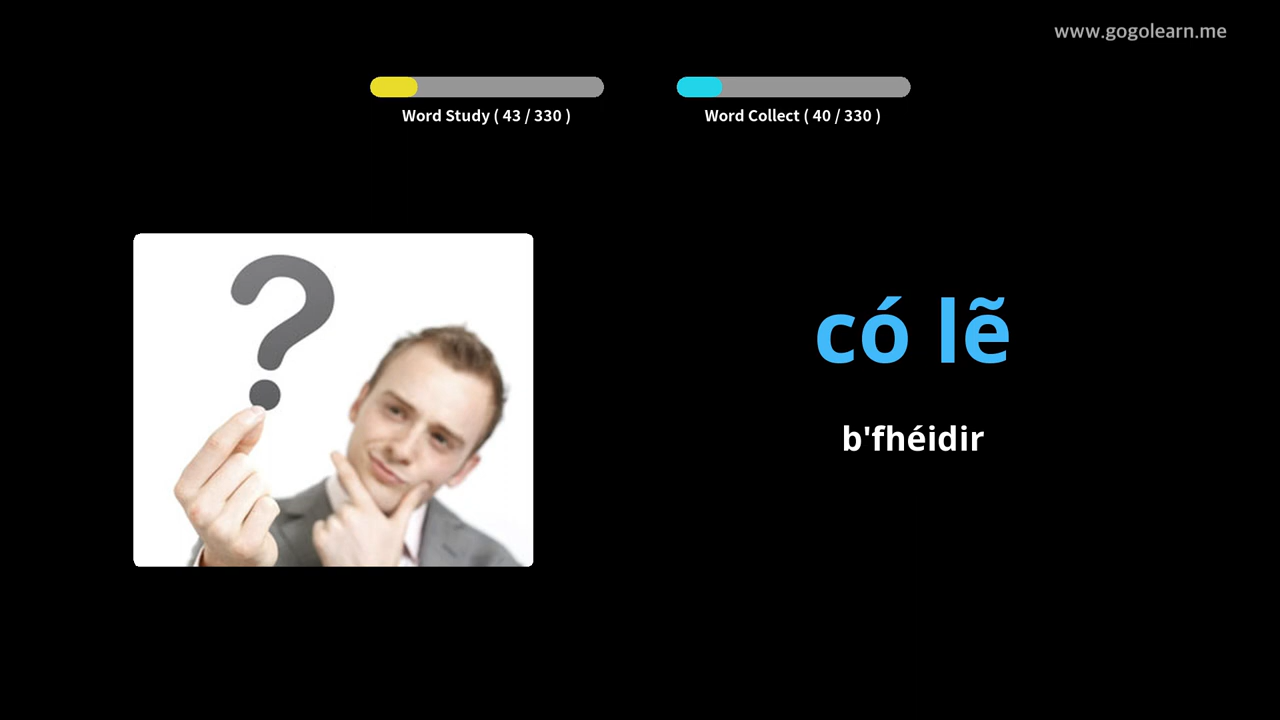 www.gogolearn.me
Word Study ( 43 / 330 )
Word Collect ( 40 / 330 )
?
có lẽ
b'fhéidir